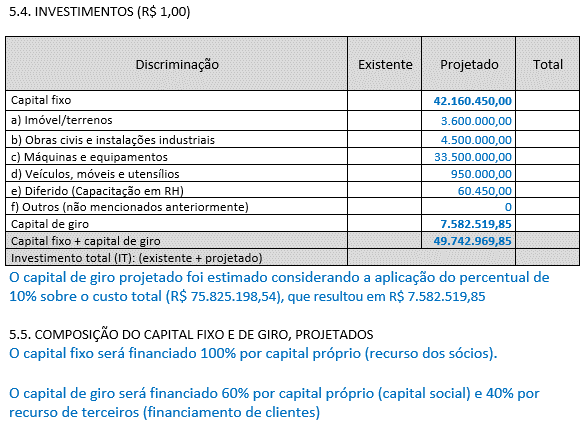 5.4. INVESTIMENTOS (R$ 1,00)
Discriminação Existente Projetado Total
Capital fixo 42.160.450,00
a) Imóvel/terrenos 3.600.000,00
b) Obras civis e instalações industriais 4.500.000,00
c) Máquinas e equipamentos 33.500.000,00
d) Veículos, móveis e utensílios 950.000,00
e) Diferido (Capacitação em RH) 60.450,00
f) Outros (não mencionados anteriormente) 0
Capital de giro 7.582.519,85
Capital fixo + capital de giro 49.742.969,85
Investimento total (IT): (existente + projetado)
O capital de giro projetado foi estimado considerando a aplicação do percentual de
10% sobre o custo total (R$ 75.825.198,54), que resultou em R$ 7.582.519,85
5.5. COMPOSIÇÃO DO CAPITAL FIXO E DE GIRO, PROJETADOS
O capital fixo será financiado 100% por capital próprio (recurso dos sócios).
O capital de giro será financiado 60% por capital próprio (capital social) e 40% por
recurso de terceiros (financiamento de clientes)